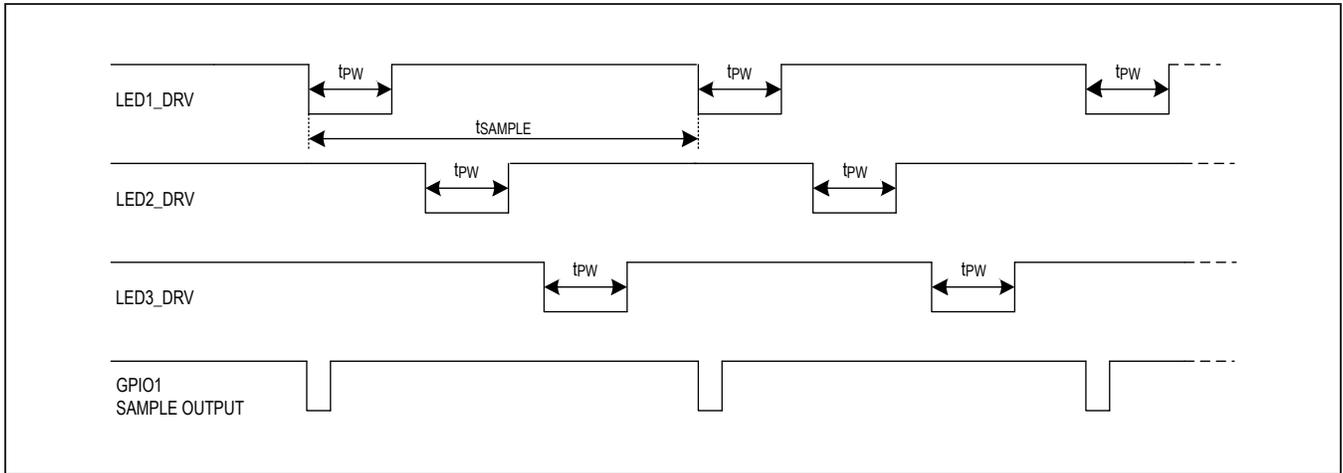 tPW
tPW
tPW
LED1_DRV
tSAMPLE
tPW
tPW
LED2_DRV
tPW
tPW
LED3_DRV
GPIO1
SAMPLE OUTPUT